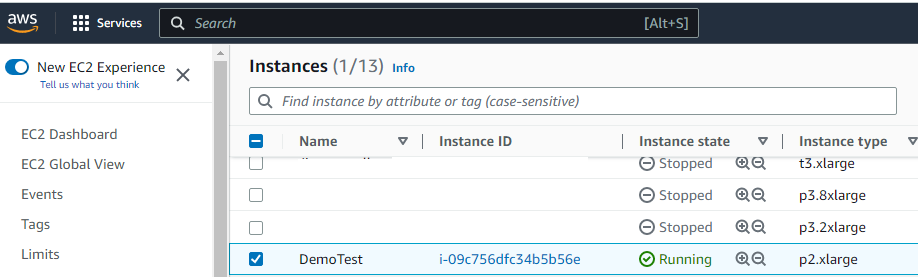 aws
Services
Search
[Alt+S]
New EC2 Experience
Tell us what you think
EC2 Dashboard
EC2 Global View
Events
Tags
Limits
Instances (1/13) Info
Find instance by attribute or tag (case-sensitive)
Name Instance ID Instance state Instance type
Stopped t3.xlarge
Stopped p3.8xlarge
Stopped p3.2xlarge
DemoTest i-09c756dfc34b5b56e Running p2.xlarge